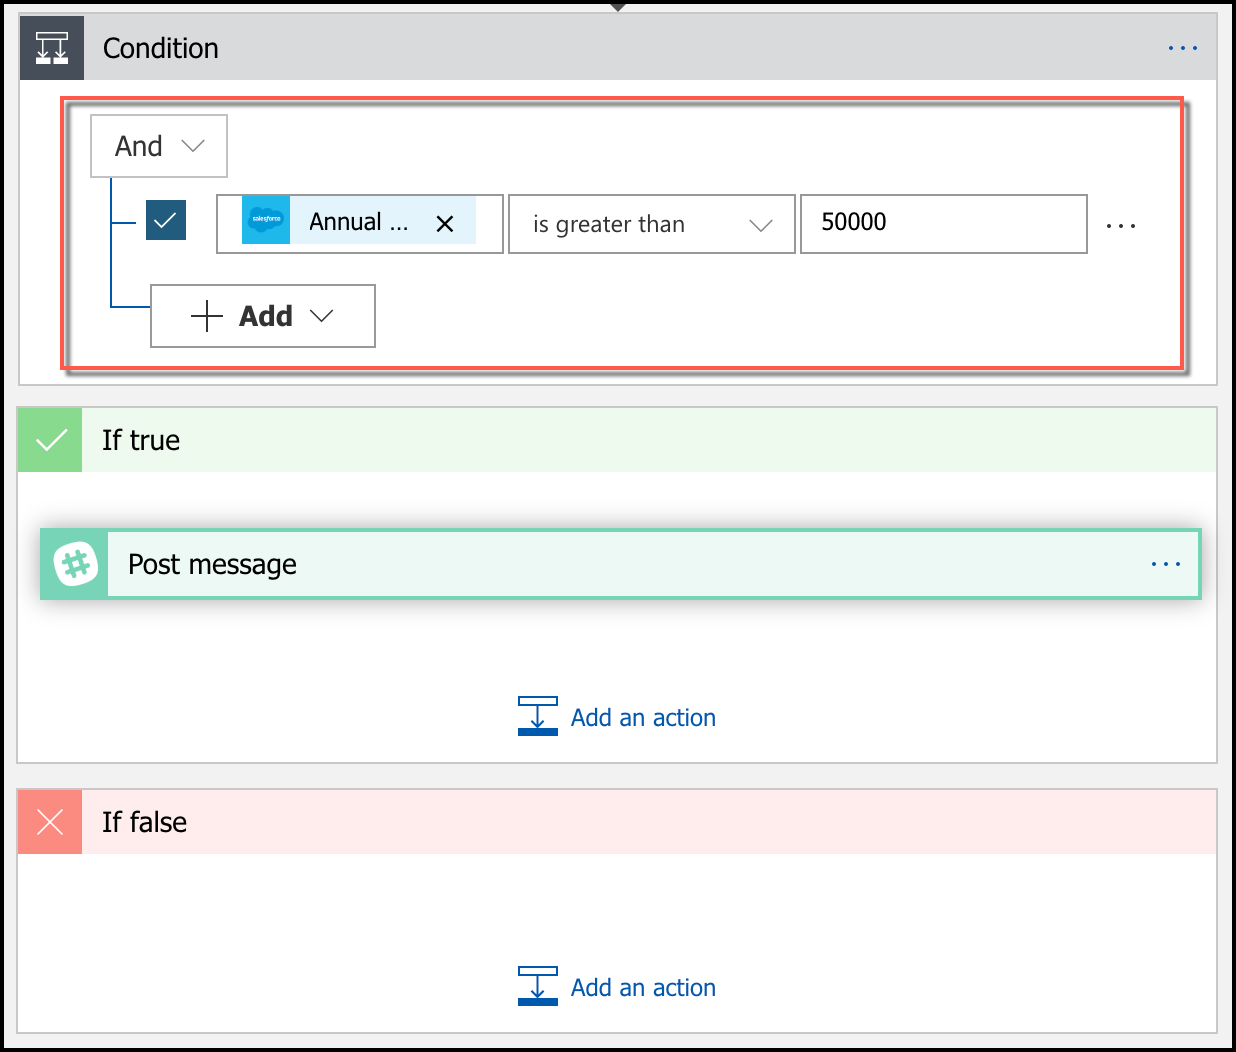 Condition
And
salesforce Annual ... is greater than 50000
Add
If true
Post message
Add an action
If false
Add an action